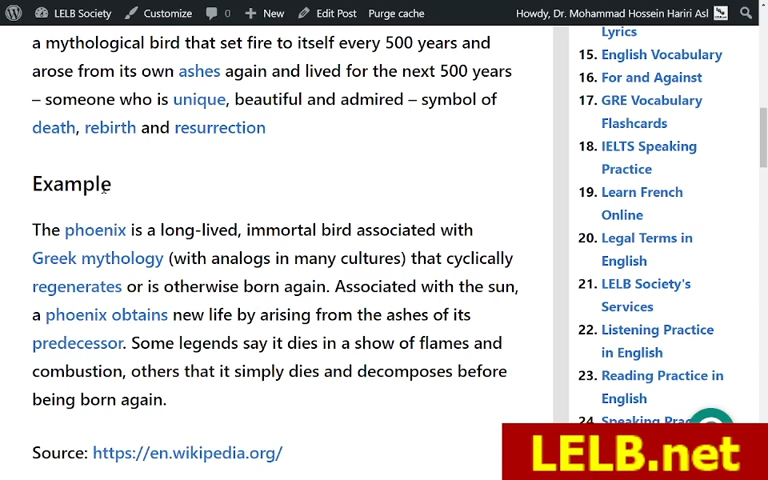 LELB Society Customize 0 New Edit Post Purge cache Howdy, Dr. Mohammad Hossein Hariri Asl
a mythological bird that set fire to itself every 500 years and
arose from its own ashes again and lived for the next 500 years
– someone who is unique, beautiful and admired – symbol of
death, rebirth and resurrection
Example
The phoenix is a long-lived, immortal bird associated with
Greek mythology (with analogs in many cultures) that cyclically
regenerates or is otherwise born again. Associated with the sun,
a phoenix obtains new life by arising from the ashes of its
predecessor. Some legends say it dies in a show of flames and
combustion, others that it simply dies and decomposes before
being born again.
Source: https://en.wikipedia.org/
Lyrics
15. English Vocabulary
16. For and Against
17. GRE Vocabulary
Flashcards
18. IELTS Speaking
Practice
19. Learn French
Online
20. Legal Terms in
English
21. LELB Society's
Services
22. Listening Practice
in English
23. Reading Practice in
English
24. Speaking
LELB.net